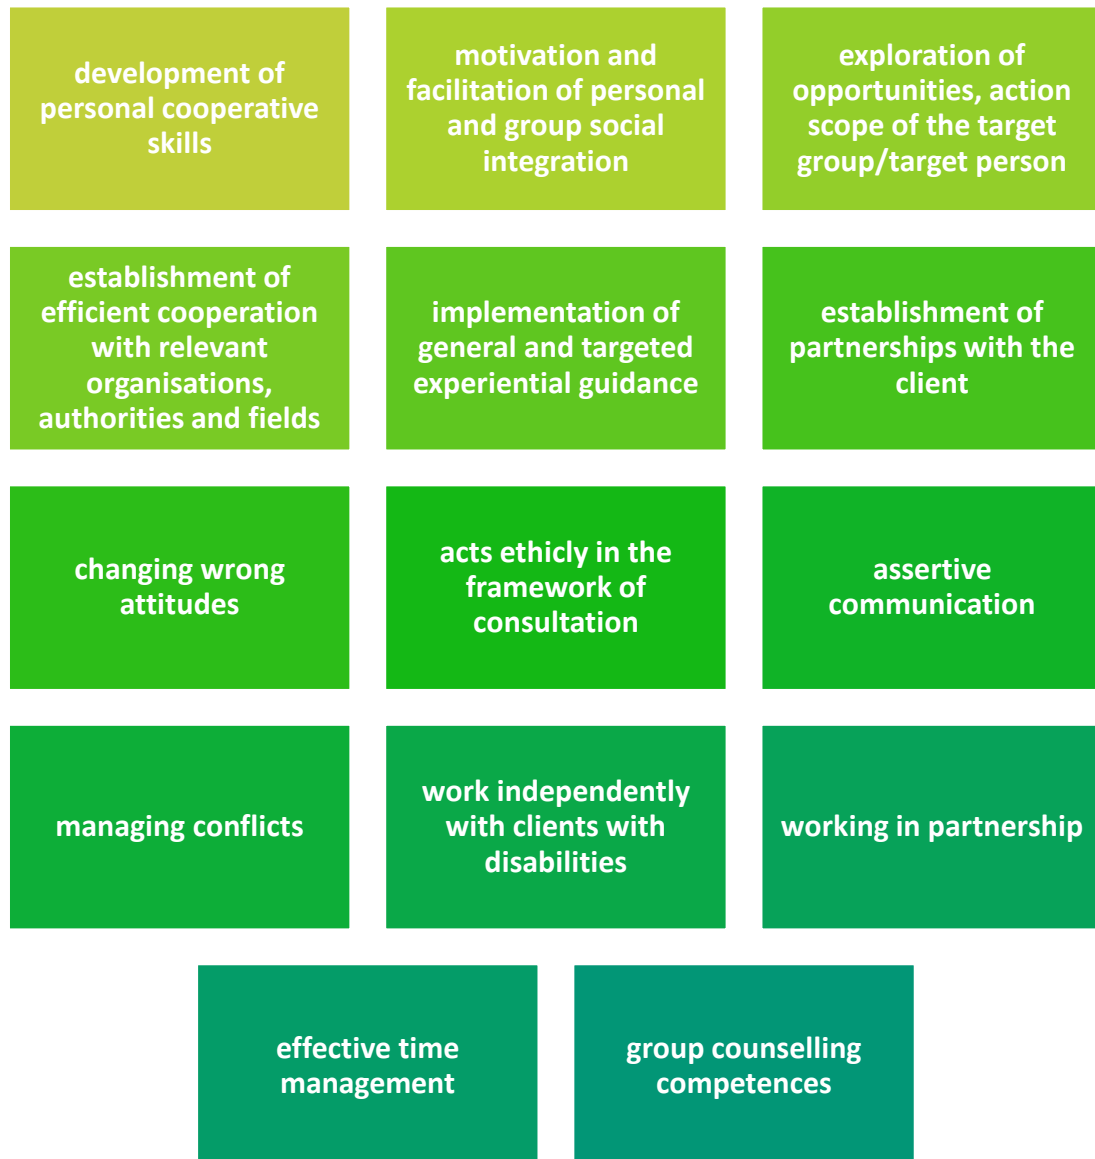 development of
personal cooperative
skills
motivation and
facilitation of personal
and group social
integration
exploration of
opportunities, action
scope of the target
group/target person
establishment of
efficient cooperation
with relevant
organisations,
authorities and fields
implementation of
general and targeted
experiential guidance
establishment of
partnerships with the
client
changing wrong
attitudes
acts ethicly in the
framework of
consultation
assertive
communication
managing conflicts
work independently
with clients with
disabilities
working in partnership
effective time
management
group counselling
competences